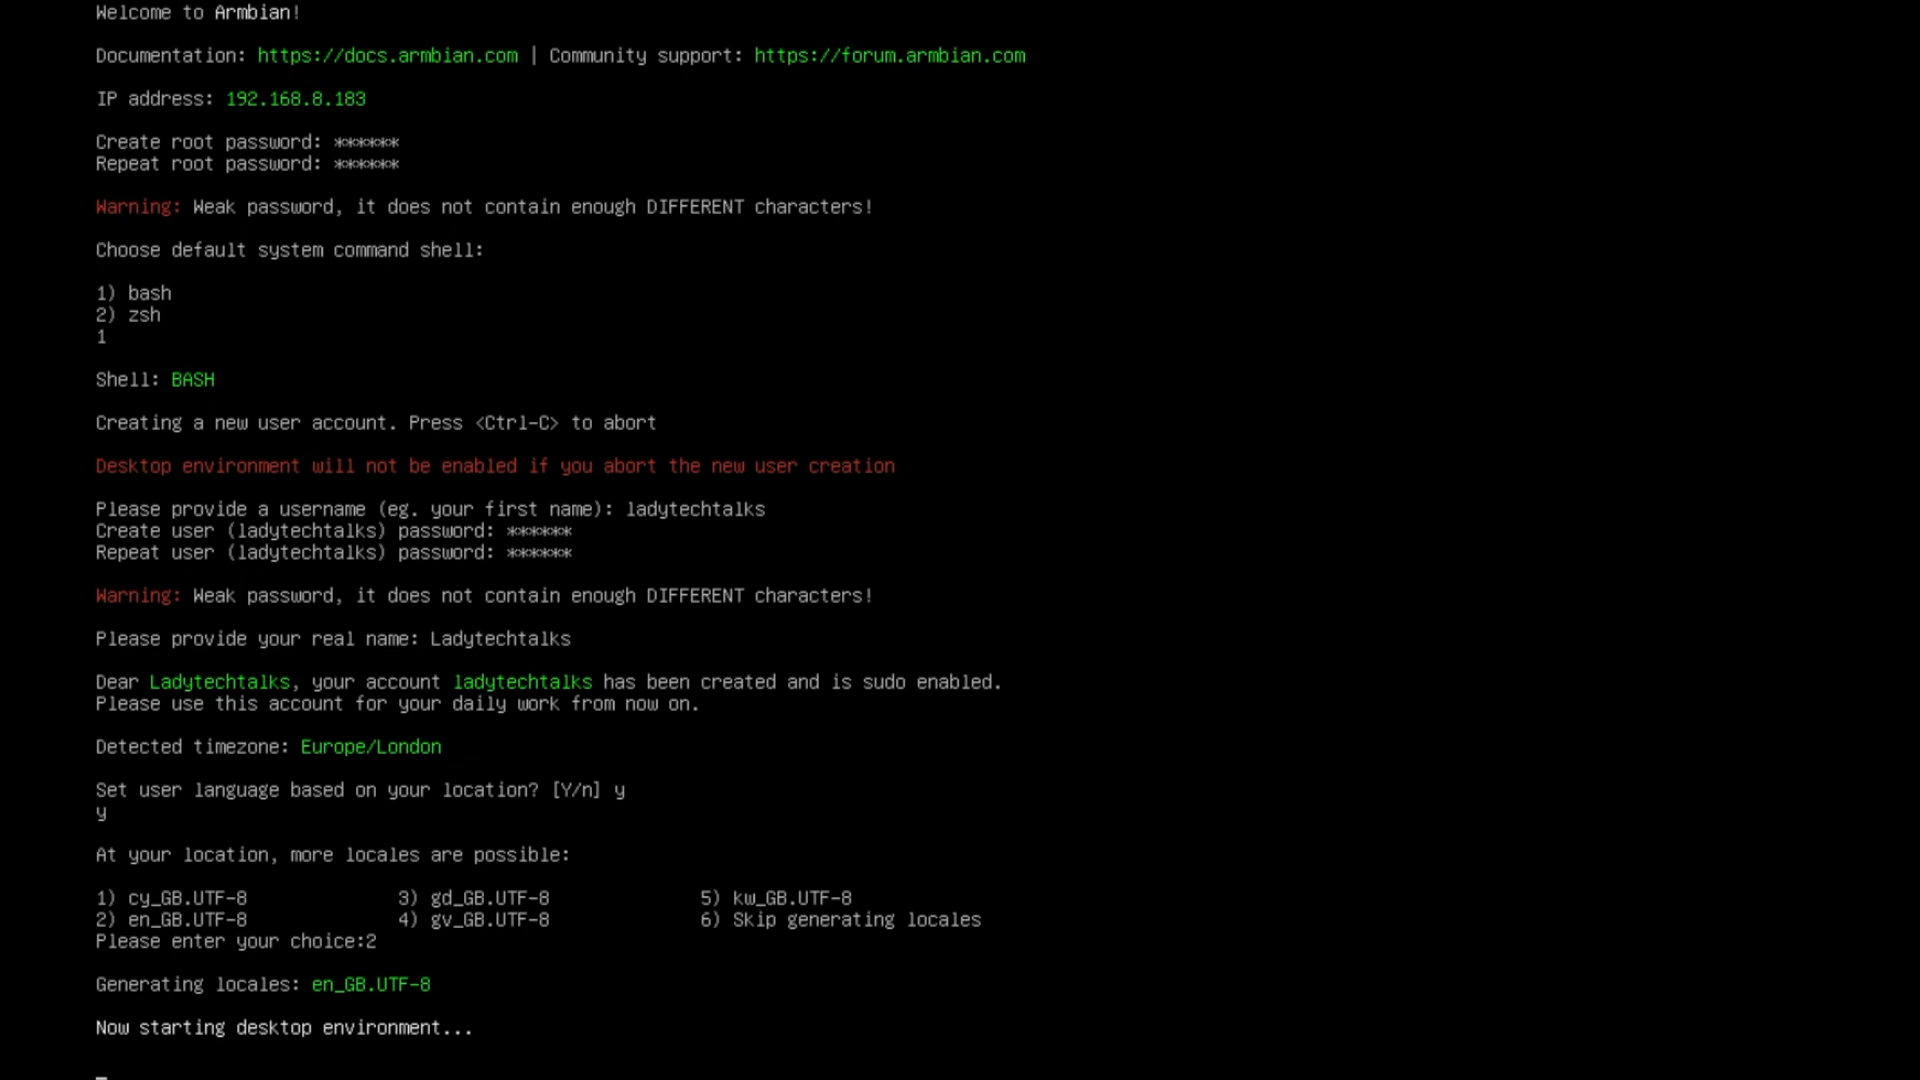 Welcome to Armbian!
Documentation: https://docs.armbian.com | Community support: https://forum.armbian.com
IP address: 192.168.8.183
Create root password: ******
Repeat root password: ******
Warning: Weak password, it does not contain enough DIFFERENT characters!
Choose default system command shell:
1) bash
2) zsh
1
Shell: BASH
Creating a new user account. Press <Ctrl-C> to abort
Desktop environment will not be enabled if you abort the new user creation
Please provide a username (eg. your first name): ladytechtalks
Create user (ladytechtalks) password: ******
Repeat user (ladytechtalks) password: ******
Warning: Weak password, it does not contain enough DIFFERENT characters!
Please provide your real name: Ladytechtalks
Dear Ladytechtalks, your account ladytechtalks has been created and is sudo enabled.
Please use this account for your daily work from now on.
Detected timezone: Europe/London
Set user language based on your location? [Y/n] y
y
At your location, more locales are possible:
1) cy_GB.UTF-8 3) gd_GB.UTF-8 5) kw_GB.UTF-8
2) en_GB.UTF-8 4) gv_GB.UTF-8 6) Skip generating locales
Please enter your choice:2
Generating locales: en_GB.UTF-8
Now starting desktop environment...